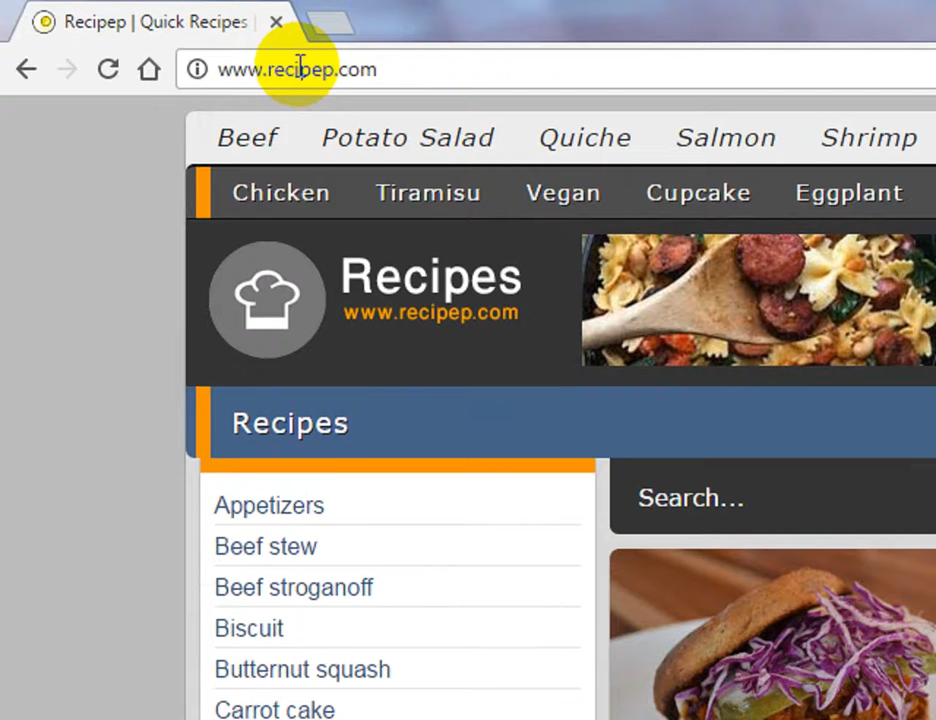 Recipep | Quick Recipes |
www.recipep.com
Beef Potato Salad Quiche Salmon Shrimp
Chicken Tiramisu Vegan Cupcake Eggplant
Recipes
www.recipep.com
Recipes
Search...
Appetizers
Beef stew
Beef stroganoff
Biscuit
Butternut squash
Carrot cake